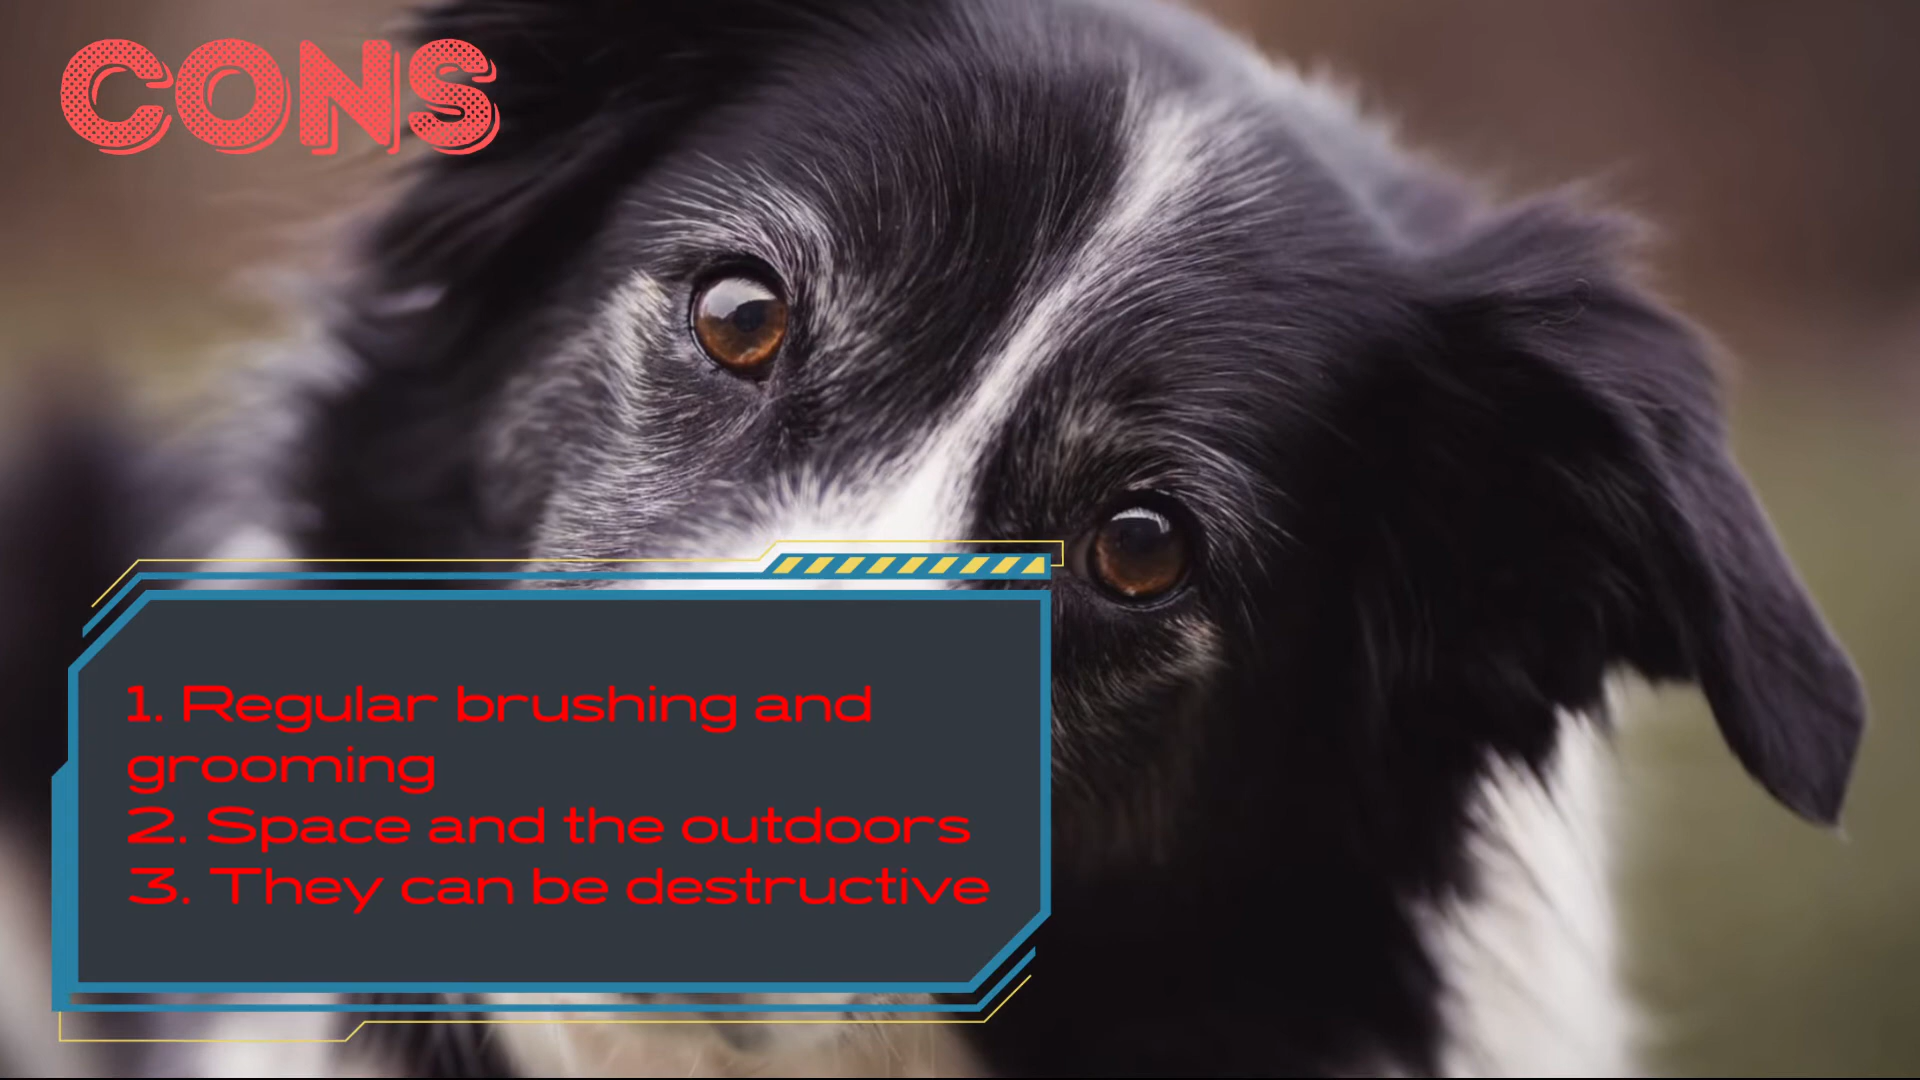 CONS
1. Regular brushing and
grooming
2. Space and the outdoors
3. They can be destructive